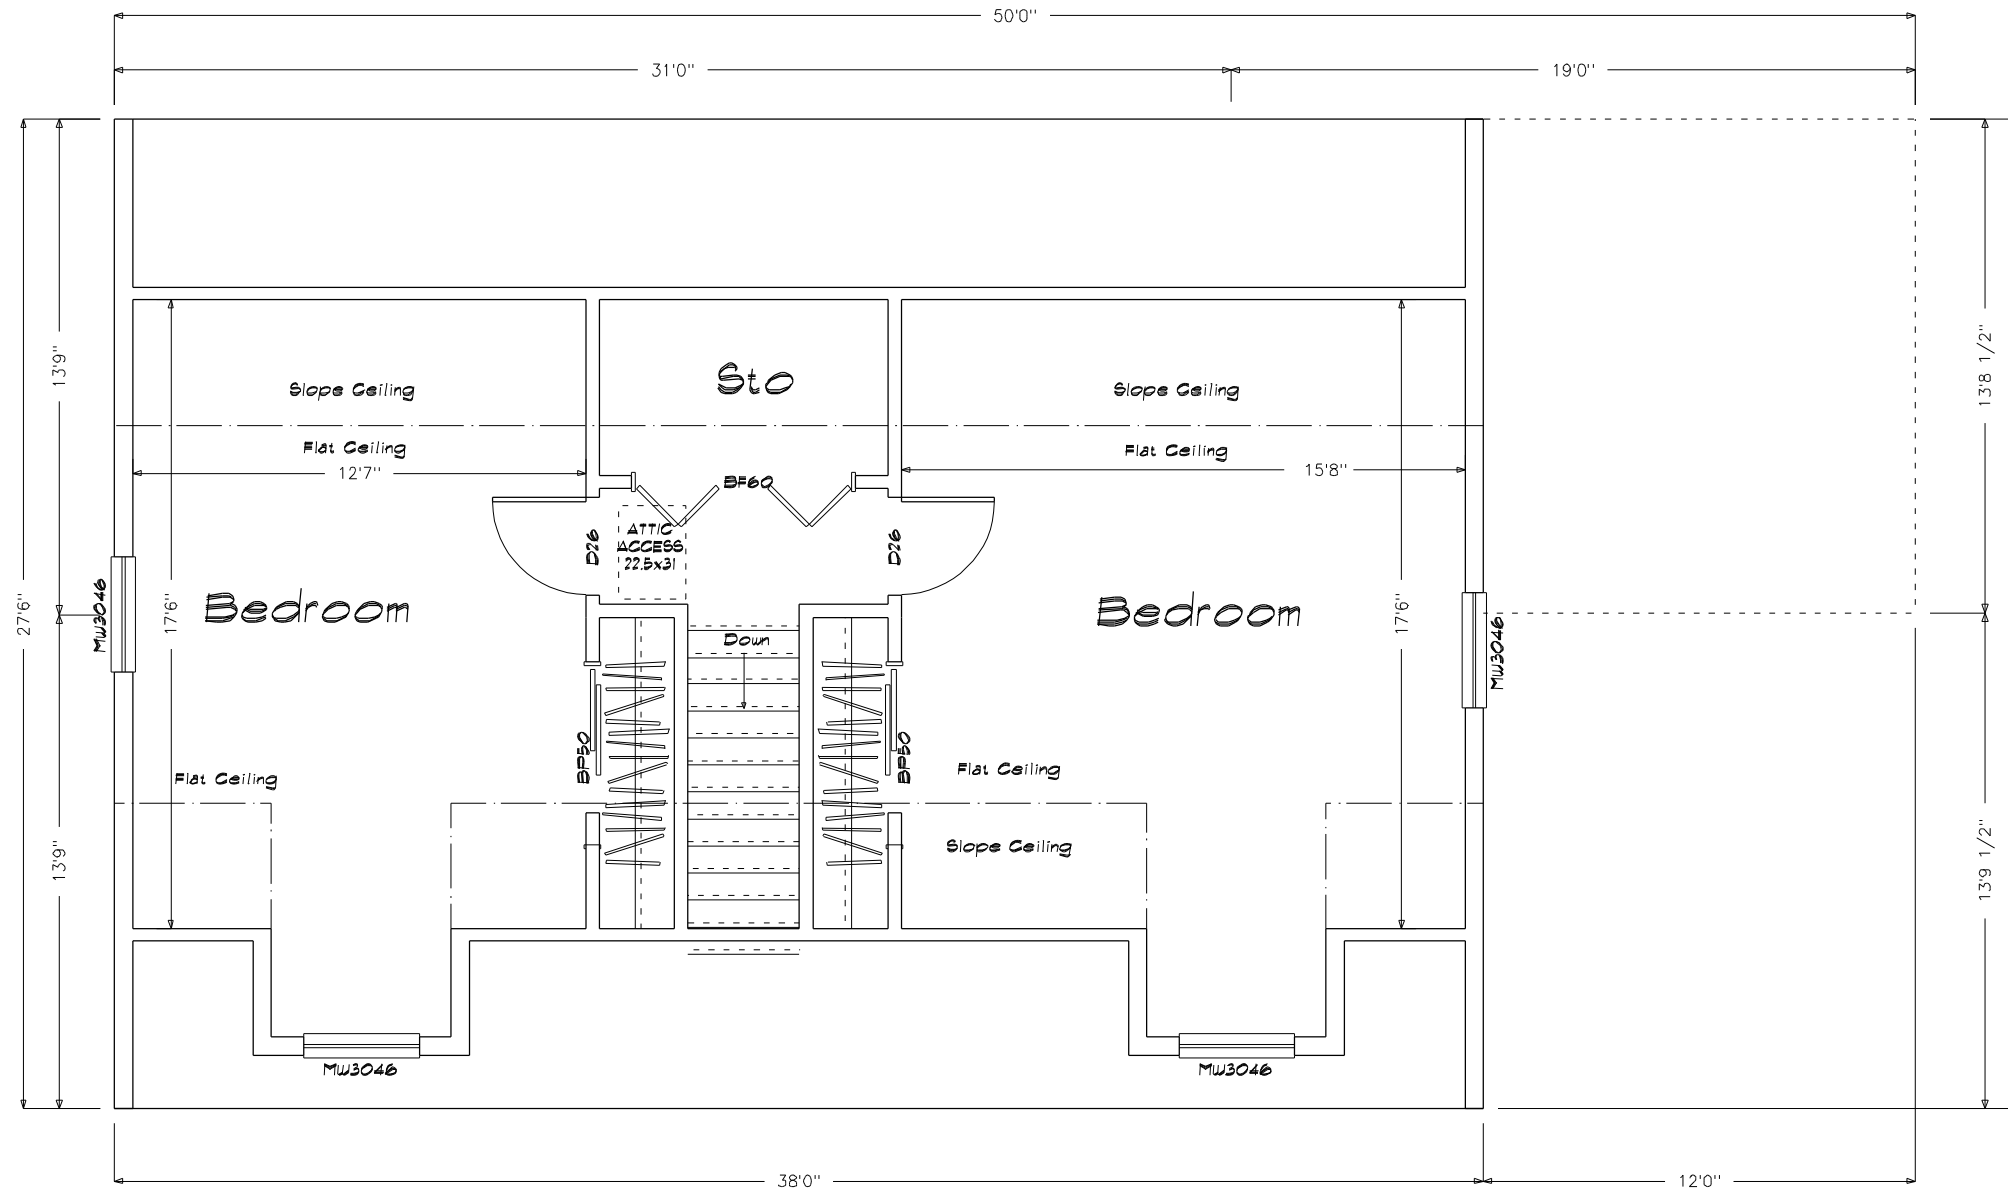 50'0"
31'0"
19'0"
13'9"
13'8 1/2"
Slope Ceiling
Sto
Slope Ceiling
Flat Ceiling
Flat Ceiling
12'7"
BF60
15'8"
D26
ATTIC
ACCESS
22.5x31
D26
27'6"
MW3046
17'6"
Bedroom
Bedroom
17'6"
MW3046
Down
BP50
BP50
Flat Ceiling
Flat Ceiling
13'9"
Slope Ceiling
13'9 1/2"
MW3046
MW3046
38'0"
12'0"